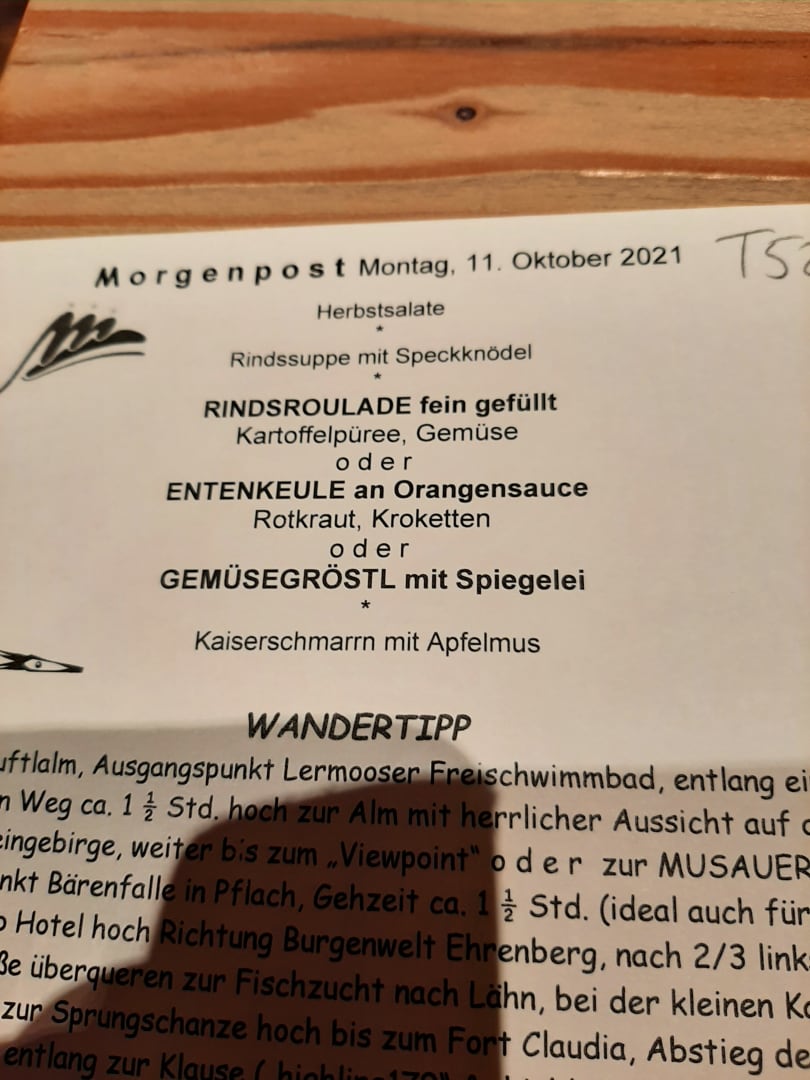 Morgenpost Montag, 11. Oktober 2021
Herbstsalate
*
Rindssuppe mit Speckknödel
*
RINDSROULADE fein gefüllt
Kartoffelpüree, Gemüse
oder
ENTENKEULE an Orangensauce
Rotkraut, Kroketten
oder
GEMÜSEGRÖSTL mit Spiegelei
*
Kaiserschmarrn mit Apfelmus
WANDERTIPP
uftlalm, Ausgangspunkt Lermooser Freischwimmbad, entlang ei
n Weg ca. 1 ½ Std. hoch zur Alm mit herrlicher Aussicht auf
eingebirge, weiter bis zum „Viewpoint“ oder zur MUSAUER
nkt Bärenfalle in Pflach, Gehzeit ca. 1 ½ Std. (ideal auch für
Hotel hoch Richtung Burgenwelt Ehrenberg, nach 2/3 link
ße überqueren zur Fischzucht nach Lähn, bei der kleinen
zur Sprungschanze hoch bis zum Fort Claudia, Abstieg de
entlang zur Klause ( highline179"